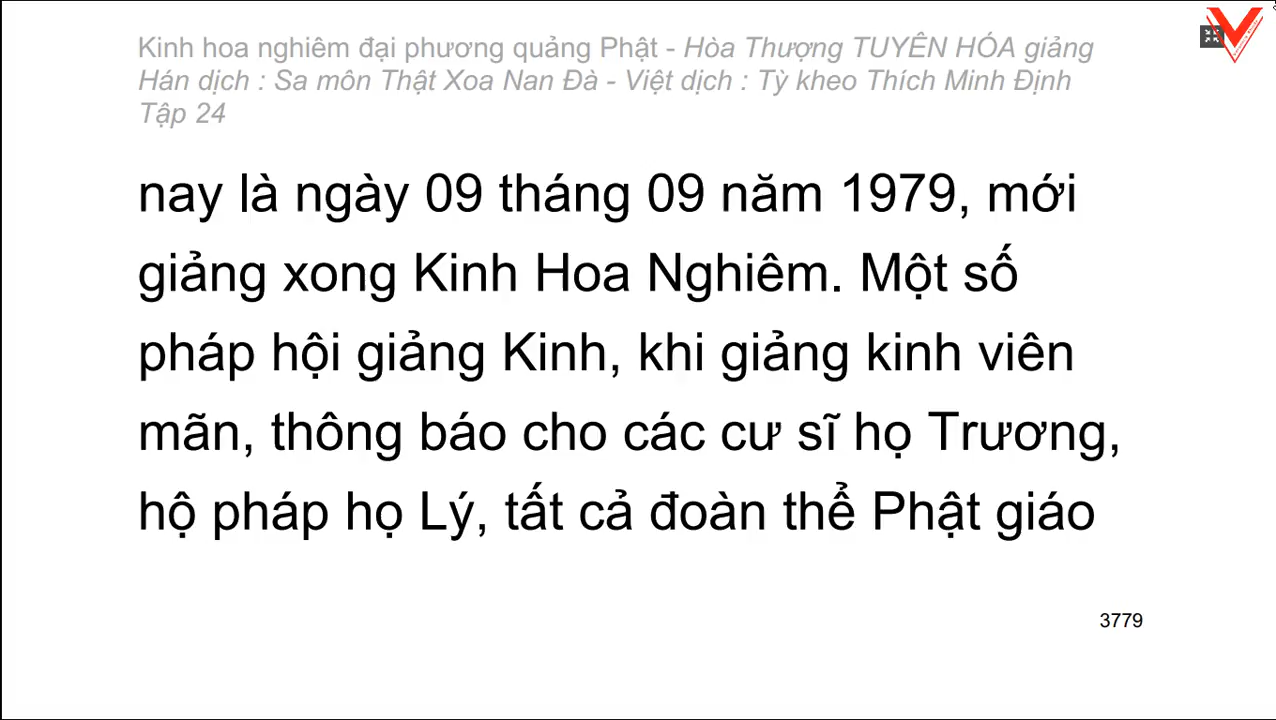 Kinh hoa nghiêm đại phương quảng Phật - Hòa Thượng TUYÊN HÓA giảng
Hán dịch : Sa môn Thật Xoa Nan Đà - Việt dịch : Tỳ kheo Thích Minh Định
Tập 24
nay là ngày 09 tháng 09 năm 1979, mới
giảng xong Kinh Hoa Nghiêm. Một số
pháp hội giảng Kinh, khi giảng kinh viên
mãn, thông báo cho các cư sĩ họ Trương,
hộ pháp họ Lý, tất cả đoàn thể Phật giáo
3779